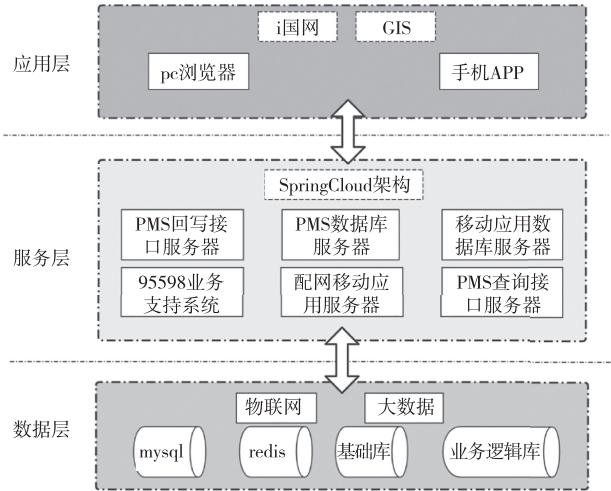 i国网
GIS
应用层
pc浏览器
手机APP
SpringCloud架构
PMS回写接
口服务器
PMS数据库
服务器
移动应用数
据库服务器
服务层
95598业务
支持系统
配网移动应
用服务器
PMS查询接
口服务器
物联网
大数据
数据层
mysql
redis
基础库
业务逻辑库